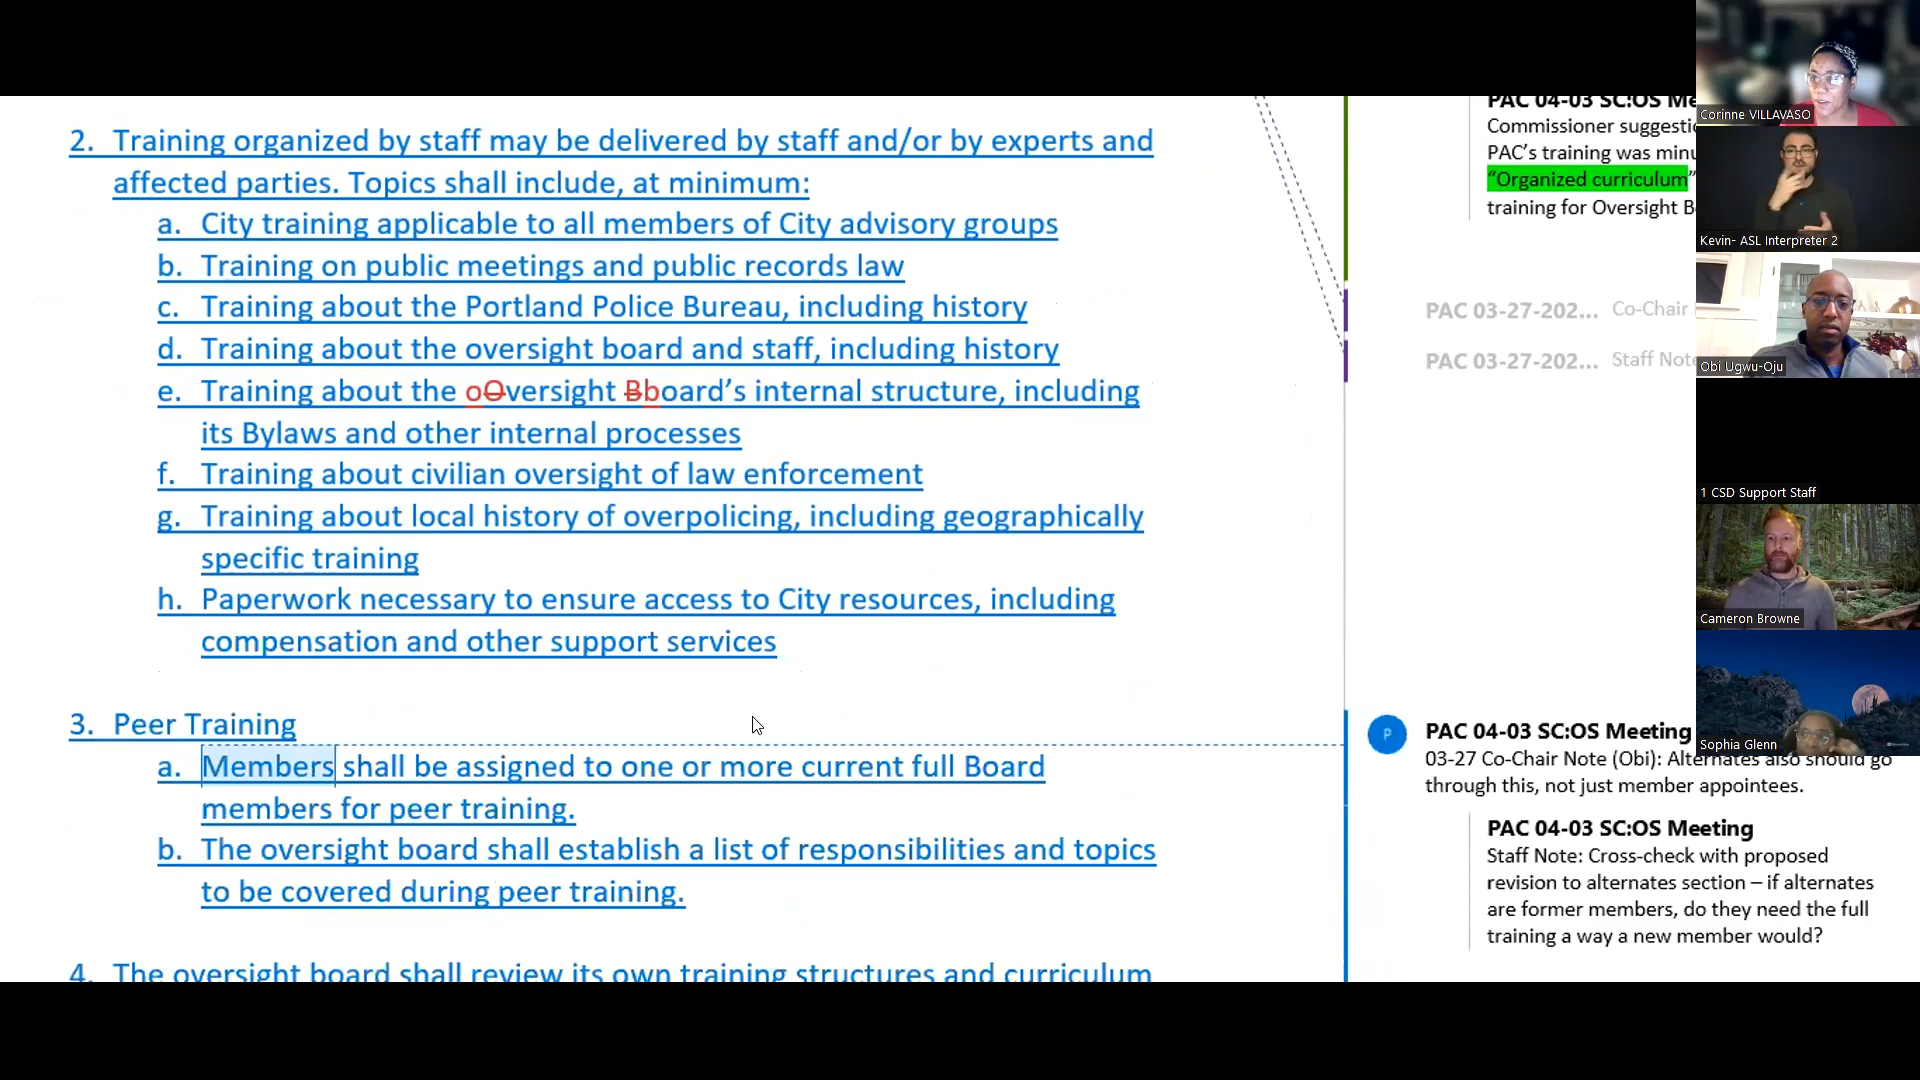 2. Training organized by staff may be delivered by staff and/or by experts and
affected parties. Topics shall include, at minimum:
a. City training applicable to all members of City advisory groups
b. Training on public meetings and public records law
c. Training about the Portland Police Bureau, including history
d. Training about the oversight board and staff, including history
e. Training about the oOversight Bboard's internal structure, including
its Bylaws and other internal processes
f. Training about civilian oversight of law enforcement
g. Training about local history of overpolicing, including geographically
specific training
h. Paperwork necessary to ensure access to City resources, including
compensation and other support services
3. Peer Training
a. Members shall be assigned to one or more current full Board
members for peer training.
b. The oversight board shall establish a list of responsibilities and topics
to be covered during peer training.
4. The oversight board shall review its own training structures and curriculum
PAC 04-03 SC:OS Me
Commissioner suggestio
PAC's training was minu
"Organized curriculum"
training for Oversight B
PAC 03-27-202... Co-Chair
PAC 03-27-202... Staff Note
P
PAC 04-03 SC:OS Meeting
03-27 Co-Chair Note (Obi): Alternates also should go
through this, not just member appointees.
PAC 04-03 SC:OS Meeting
Staff Note: Cross-check with proposed
revision to alternates section – if alternates
are former members, do they need the full
training a way a new member would?
Corinne VILLAVASO
Kevin- ASL Interpreter 2
Obi Ugwu-Oju
1 CSD Support Staff
Cameron Browne
Sophia Glenn